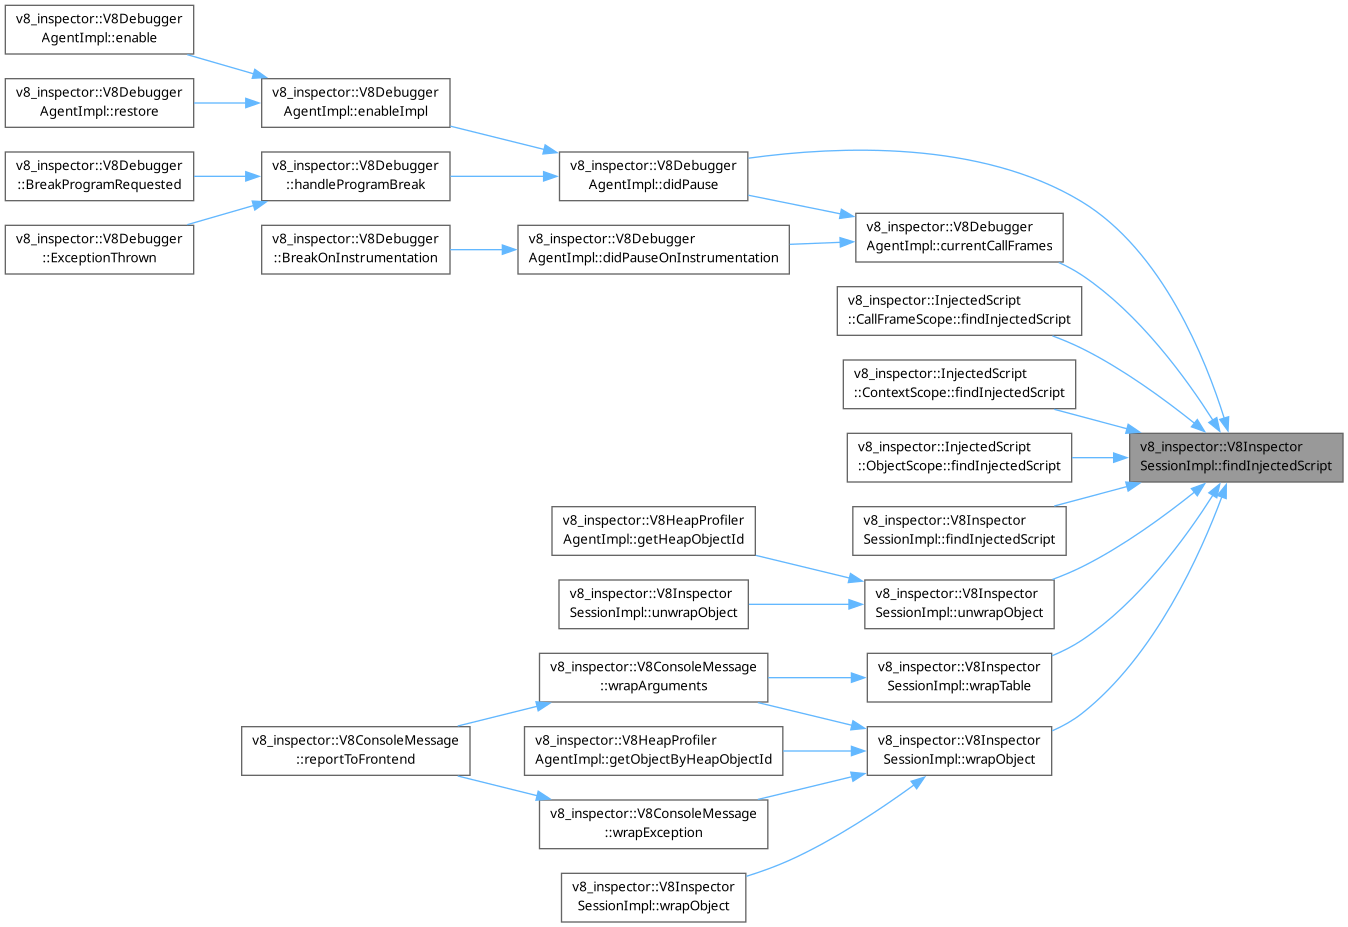 v8_inspector::V8Debugger
AgentImpl::enable
v8_inspector::V8Debugger
AgentImpl::restore
v8_inspector::V8Debugger
AgentImpl::enableImpl
v8_inspector::V8Debugger
::BreakProgramRequested
v8_inspector::V8Debugger
::handleProgramBreak
v8_inspector::V8Debugger
AgentImpl::didPause
v8_inspector::V8Debugger
::ExceptionThrown
v8_inspector::V8Debugger
::BreakOnInstrumentation
v8_inspector::V8Debugger
AgentImpl::didPauseOnInstrumentation
v8_inspector::V8Debugger
AgentImpl::currentCallFrames
v8_inspector::InjectedScript
::CallFrameScope::findInjectedScript
v8_inspector::InjectedScript
::ContextScope::findInjectedScript
v8_inspector::InjectedScript
::ObjectScope::findInjectedScript
v8_inspector::V8Inspector
SessionImpl::findInjectedScript
v8_inspector::V8HeapProfiler
AgentImpl::getHeapObjectId
v8_inspector::V8Inspector
SessionImpl::findInjectedScript
v8_inspector::V8Inspector
SessionImpl::unwrapObject
v8_inspector::V8Inspector
SessionImpl::unwrapObject
v8_inspector::V8ConsoleMessage
::wrapArguments
v8_inspector::V8Inspector
SessionImpl::wrapTable
v8_inspector::V8ConsoleMessage
::reportToFrontend
v8_inspector::V8HeapProfiler
AgentImpl::getObjectByHeapObjectId
v8_inspector::V8Inspector
SessionImpl::wrapObject
v8_inspector::V8ConsoleMessage
::wrapException
v8_inspector::V8Inspector
SessionImpl::wrapObject